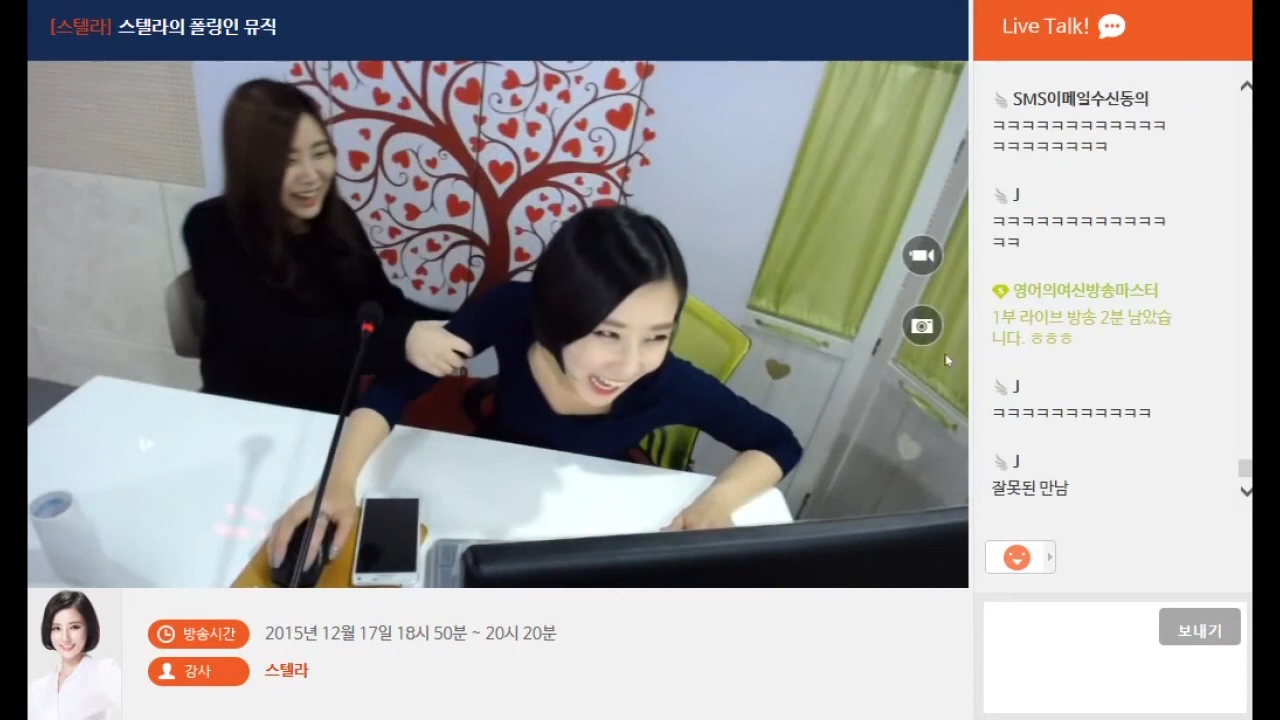 [스텔라] 스텔라의 폴링인 뮤직
Live Talk!
SMS이메일수신동의
ㅋㅋㅋㅋㅋㅋㅋㅋㅋㅋㅋㅋ
ㅋㅋㅋㅋㅋㅋㅋㅋ
J
ㅋㅋㅋㅋㅋㅋㅋㅋㅋㅋㅋㅋ
ㅋㅋ
영어의여신방송마스터
1부 라이브 방송 2분 남았습
니다. ㅎㅎㅎ
J
ㅋㅋㅋㅋㅋㅋㅋㅋㅋㅋㅋ
J
잘못된 만남
보내기
방송시간 2015년 12월 17일 18시 50분 ~ 20시 20분
강사 스텔라